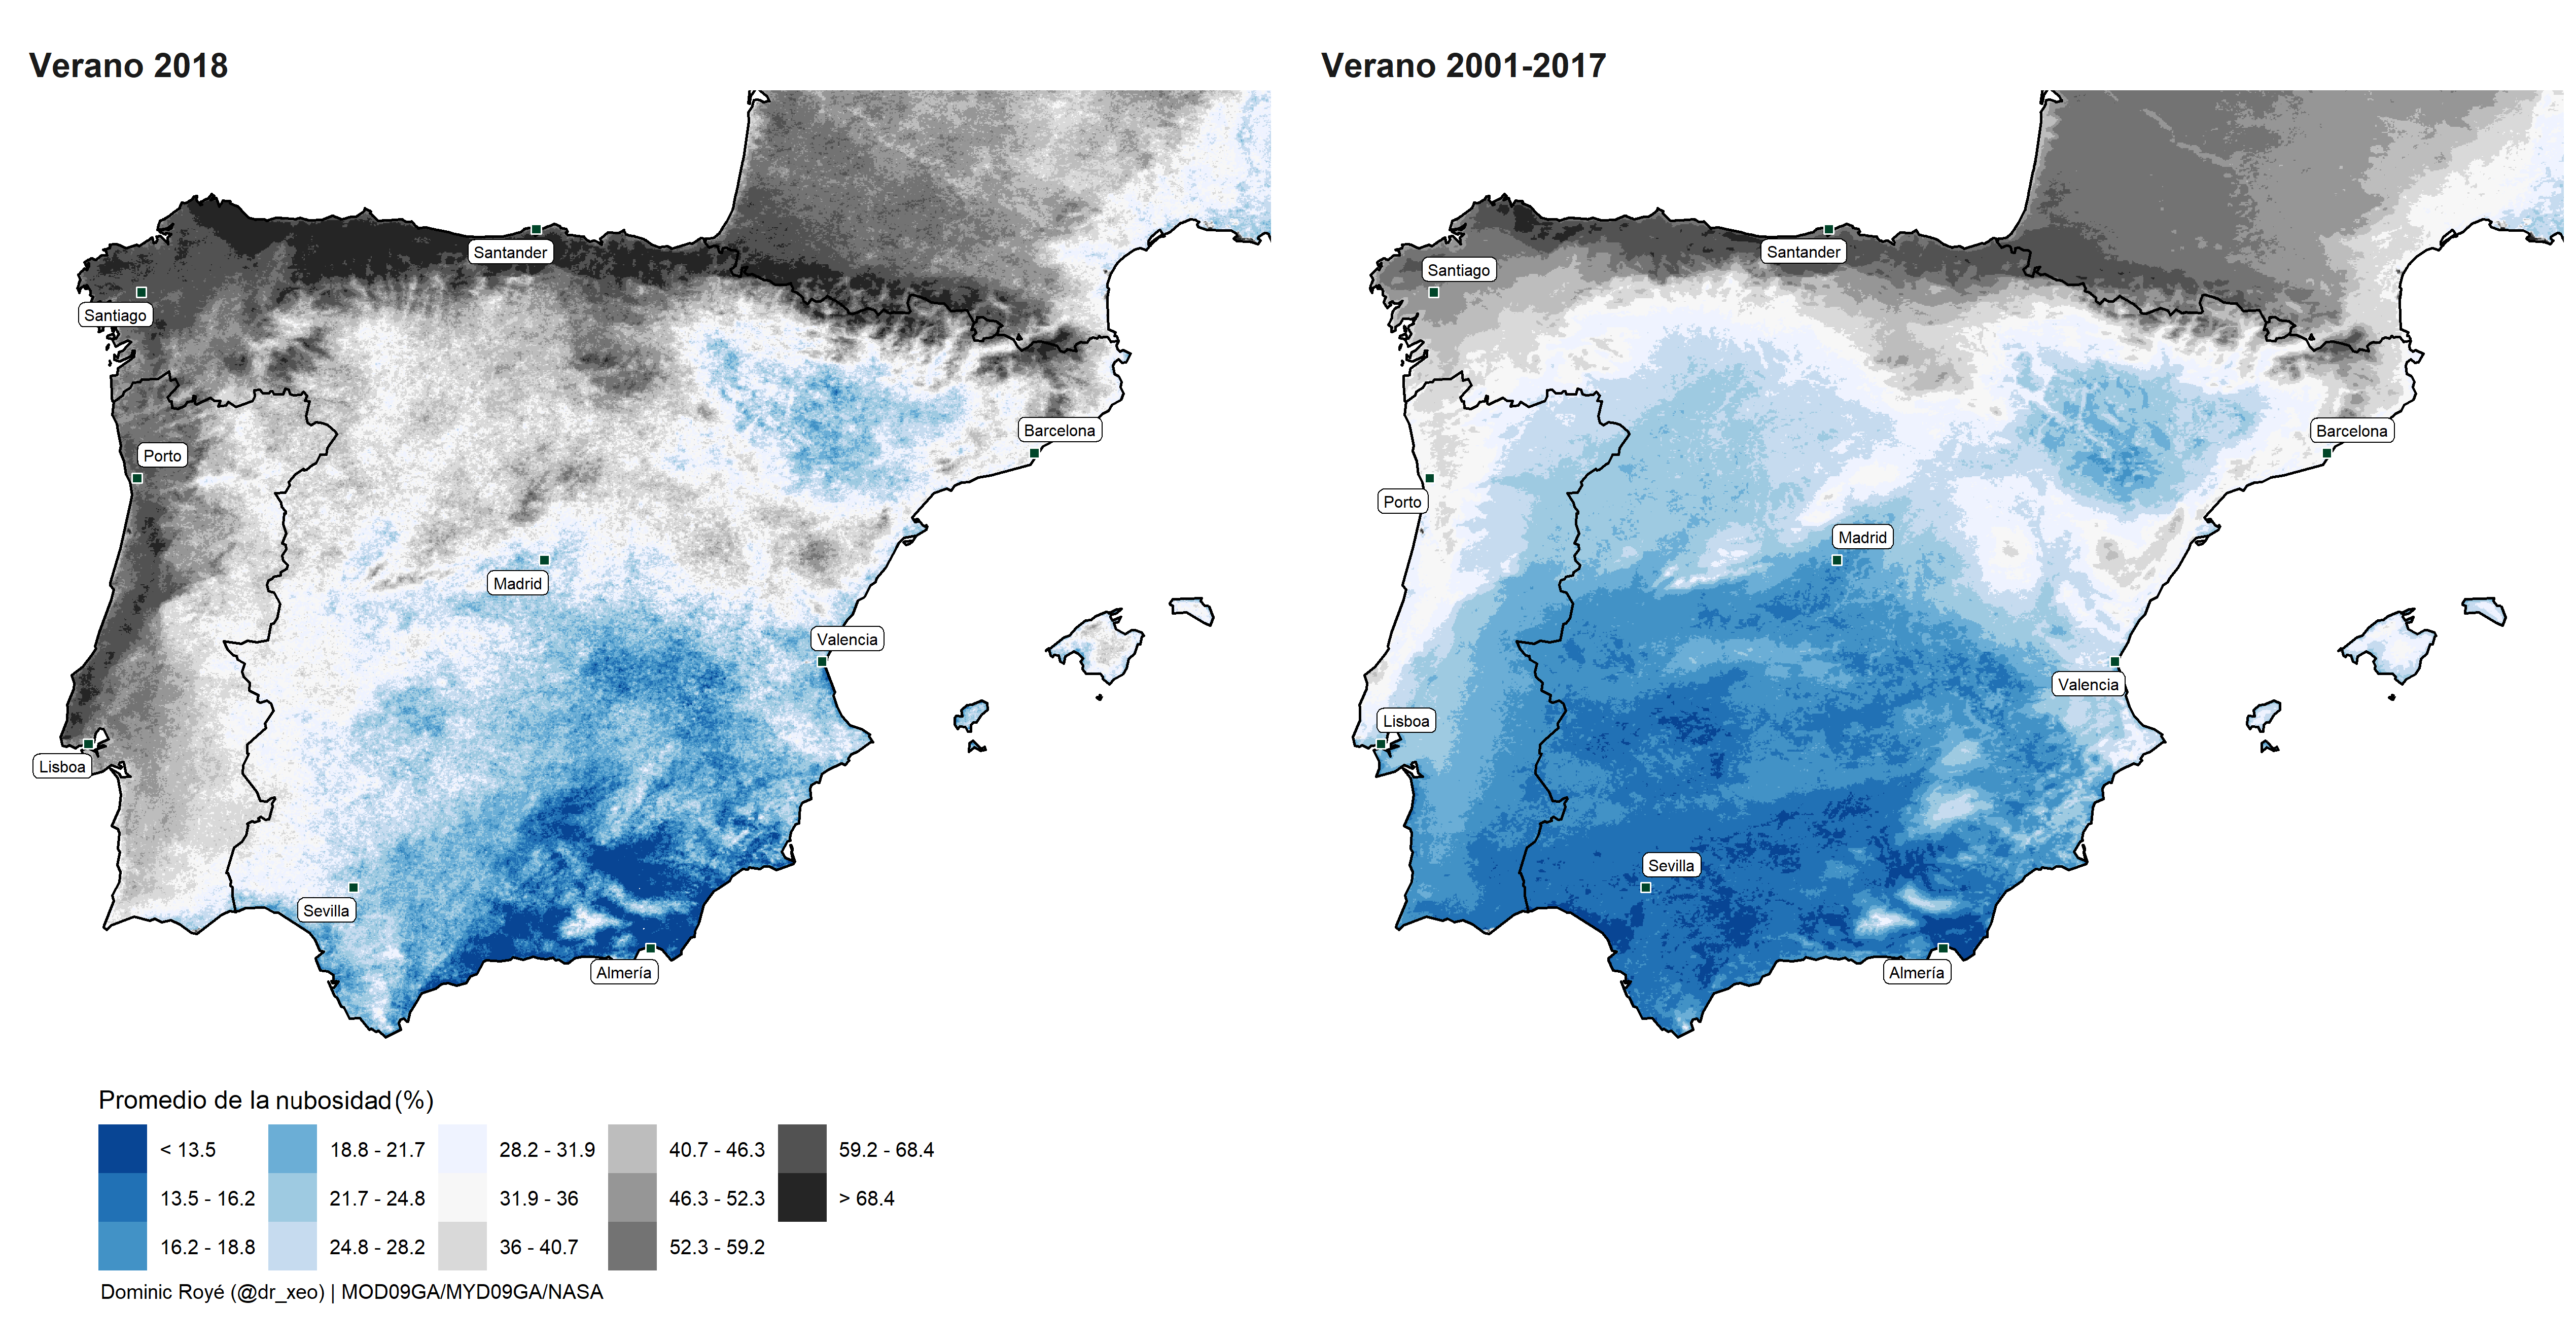 Verano 2018
Santander
Santiago
Porto
Barcelona
Madrid
Valencia
Lisboa
Sevilla
Almería
Verano 2001-2017
Santander
Santiago
Barcelona
Porto
Madrid
Valencia
Lisboa
Sevilla
Almería
Promedio de la nubosidad (%)
< 13.5
13.5 - 16.2
16.2 - 18.8
18.8 - 21.7
21.7 - 24.8
24.8 - 28.2
28.2 - 31.9
31.9 - 36
36 - 40.7
40.7 - 46.3
46.3 - 52.3
52.3 - 59.2
59.2 - 68.4
> 68.4
Dominic Royé (@dr_xeo) | MOD09GA/MYD09GA/NASA